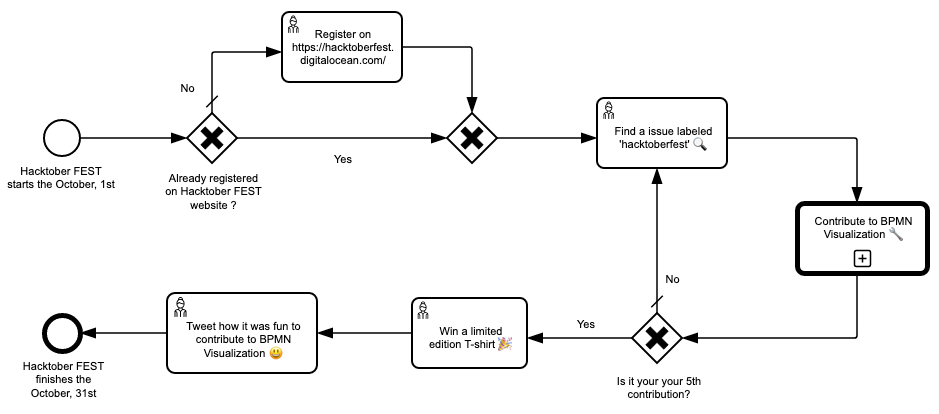 Register on
https://hacktoberfest.
digitalocean.com/
No
Hacktober FEST
starts the October, 1st
Already registered
on Hacktober FEST
website ?
Yes
Find a issue labeled
'hacktoberfest' 🔍
Contribute to BPMN
Visualization 🔧
No
Is it your your 5th
contribution?
Yes
Win a limited
edition T-shirt 🎉
Tweet how it was fun to
contribute to BPMN
Visualization 😃
Hacktober FEST
finishes the
October, 31st